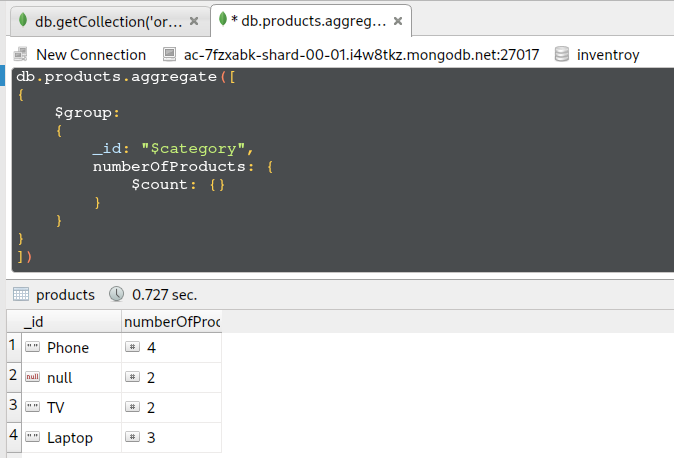 db.getCollection('or... ×
* db.products.aggreg... ×
New Connection ac-7fzxabk-shard-00-01.i4w8tkz.mongodb.net:27017 inventroy
db.products.aggregate([
{
    $group:
    {
        _id: "$category",
        numberOfProducts: {
            $count: {}
        }
    }
}
])
products 0.727 sec.
_id numberOfProd
1 "" Phone # 4
2 null null # 2
3 "" TV # 2
4 "" Laptop # 3